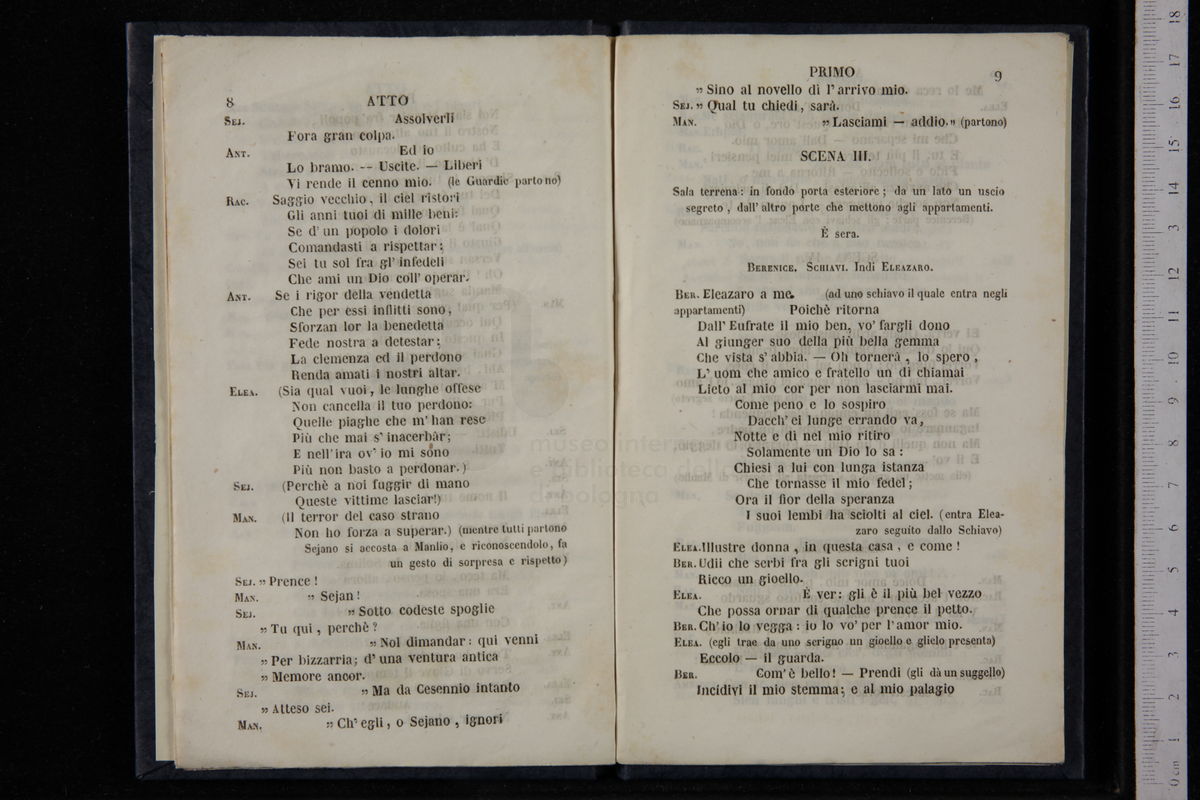 8 ATTO
SEJ. Assolverli
Fora gran colpa.
ANT. Ed io
Lo bramo. -- Uscite. — Liberi
Vi rende il cenno mio. (le Guardie partono)
RAC. Saggio vecchio, il ciel ristori
Gli anni tuoi di mille beni:
Se d' un popolo i dolori
Comandasti a rispettar;
Sei tu sol fra gl' infedeli
Che ami un Dio coll' operar.
ANT. Se i rigor della vendetta
Che per essi inflitti sono,
Sforzan lor la benedetta
Fede nostra a detestar;
La clemenza ed il perdono
Renda amati i nostri altar.
ELEA. (Sia qual vuoi, le lunghe offese
Non cancella il tuo perdono:
Quelle piaghe che m' han rese
Più che mai s' inacerbàr;
E nell' ira ov' io mi sono
Più non basto a perdonar.)
SEJ. (Perchè a noi fuggir di mano
Queste vittime lasciar!)
MAN. (Il terror del caso strano
Non ho forza a superar.) (mentre tutti partono
Sejano si accosta a Manlio, e riconoscendolo, fa
un gesto di sorpresa e rispetto)
SEJ. » Prence !
MAN. » Sejan !
SEJ. » Sotto codeste spoglie
» Tu qui, perchè ?
MAN. » Nol dimandar: qui venni
» Per bizzarria; d' una ventura antica
» Memore ancor.
SEJ. » Ma da Cesennio intanto
» Atteso sei.
MAN. » Ch' egli, o Sejano, ignori
PRIMO 9
» Sino al novello dì l' arrivo mio.
SEJ. » Qual tu chiedi, sarà.
MAN. » Lasciami — addio. » (partono)
SCENA III.
Sala terrena: in fondo porta esteriore; da un lato un uscio
segreto, dall' altro porte che mettono agli appartamenti.
È sera.
BERENICE. SCHIAVI. Indi ELEAZARO.
BER. Eleazaro a me. (ad uno schiavo il quale entra negli
appartamenti) Poichè ritorna
Dall' Eufrate il mio ben, vo' fargli dono
Al giunger suo della più bella gemma
Che vista s' abbia. — Oh tornerà, lo spero,
L' uom che amico e fratello un dì chiamai
Lieto al mio cor per non lasciarmi mai.
Come peno e lo sospiro
Dacch' ei lunge errando va,
Notte e dì nel mio ritiro
Solamente un Dio lo sa :
Chiesi a lui con lunga istanza
Che tornasse il mio fedel ;
Ora il fior della speranza
I suoi lembi ha sciolti al ciel. (entra Elea-
zaro seguito dallo Schiavo)
ELEA. Illustre donna, in questa casa, e come !
BER. Udii che serbi fra gli scrigni tuoi
Ricco un gioello.
ELEA. È ver: gli è il più bel vezzo
Che possa ornar di qualche prence il petto.
BER. Ch' io lo vegga : io lo vo' per l' amor mio.
ELEA. (egli trae da uno scrigno un gioello e glielo presenta)
Eccolo — il guarda.
BER. Com' è bello! — Prendi (gli dà un suggello)
Incidivi il mio stemma; e al mio palagio